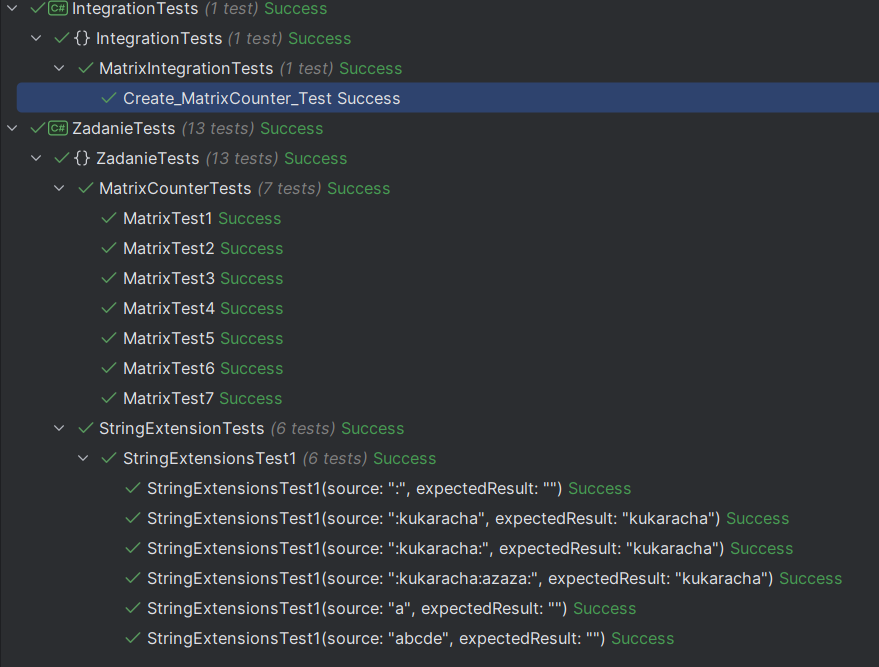 C# IntegrationTests (1 test) Success
{} IntegrationTests (1 test) Success
MatrixIntegrationTests (1 test) Success
Create_MatrixCounter_Test Success
C# ZadanieTests (13 tests) Success
{} ZadanieTests (13 tests) Success
MatrixCounterTests (7 tests) Success
MatrixTest1 Success
MatrixTest2 Success
MatrixTest3 Success
MatrixTest4 Success
MatrixTest5 Success
MatrixTest6 Success
MatrixTest7 Success
StringExtensionTests (6 tests) Success
StringExtensionsTest1 (6 tests) Success
StringExtensionsTest1(source: ":", expectedResult: "") Success
StringExtensionsTest1(source: ":kukaracha", expectedResult: "kukaracha") Success
StringExtensionsTest1(source: ":kukaracha:", expectedResult: "kukaracha") Success
StringExtensionsTest1(source: ":kukaracha:azaza:", expectedResult: "kukaracha") Success
StringExtensionsTest1(source: "a", expectedResult: "") Success
StringExtensionsTest1(source: "abcde", expectedResult: "") Success